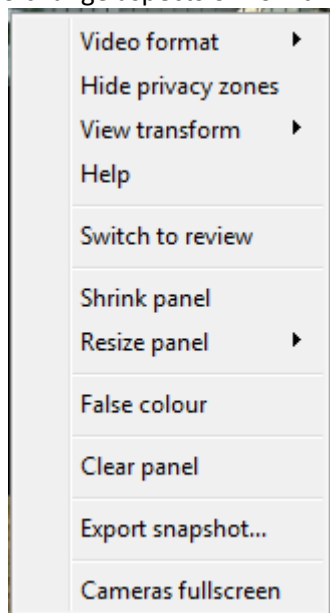 Video format
Hide privacy zones
View transform
Help
Switch to review
Shrink panel
Resize panel
False colour
Clear panel
Export snapshot...
Cameras fullscreen